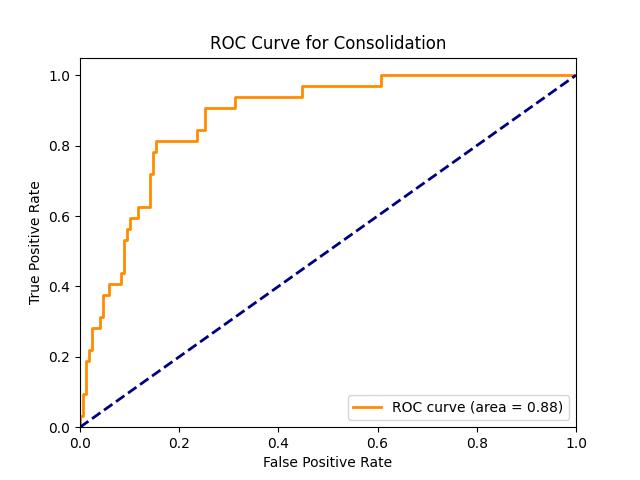 ROC Curve for Consolidation
True Positive Rate
1.0
0.8
0.6
0.4
0.2
0.0
ROC curve (area = 0.88)
0.0 0.2 0.4 0.6 0.8 1.0
False Positive Rate